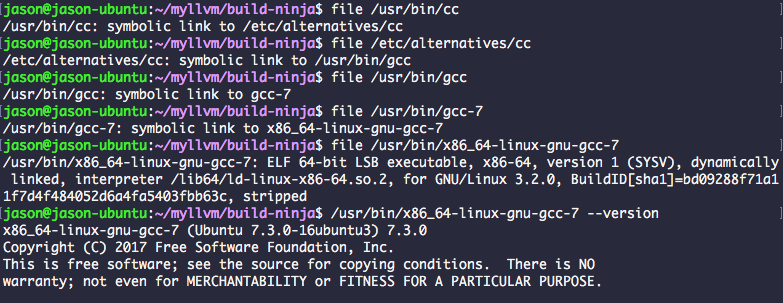 [jason@jason-ubuntu:~/myllvm/build-ninja$ file /usr/bin/cc ]
/usr/bin/cc: symbolic link to /etc/alternatives/cc
[jason@jason-ubuntu:~/myllvm/build-ninja$ file /etc/alternatives/cc ]
/etc/alternatives/cc: symbolic link to /usr/bin/gcc
[jason@jason-ubuntu:~/myllvm/build-ninja$ file /usr/bin/gcc ]
/usr/bin/gcc: symbolic link to gcc-7
[jason@jason-ubuntu:~/myllvm/build-ninja$ file /usr/bin/gcc-7 ]
/usr/bin/gcc-7: symbolic link to x86_64-linux-gnu-gcc-7
[jason@jason-ubuntu:~/myllvm/build-ninja$ file /usr/bin/x86_64-linux-gnu-gcc-7 ]
/usr/bin/x86_64-linux-gnu-gcc-7: ELF 64-bit LSB executable, x86-64, version 1 (SYSV), dynamically
linked, interpreter /lib64/ld-linux-x86-64.so.2, for GNU/Linux 3.2.0, BuildID[sha1]=bd09288f71a1
1f7d4f484052d6a4fa5403fbb63c, stripped
[jason@jason-ubuntu:~/myllvm/build-ninja$ /usr/bin/x86_64-linux-gnu-gcc-7 --version ]
x86_64-linux-gnu-gcc-7 (Ubuntu 7.3.0-16ubuntu3) 7.3.0
Copyright (C) 2017 Free Software Foundation, Inc.
This is free software; see the source for copying conditions.  There is NO
warranty; not even for MERCHANTABILITY or FITNESS FOR A PARTICULAR PURPOSE.